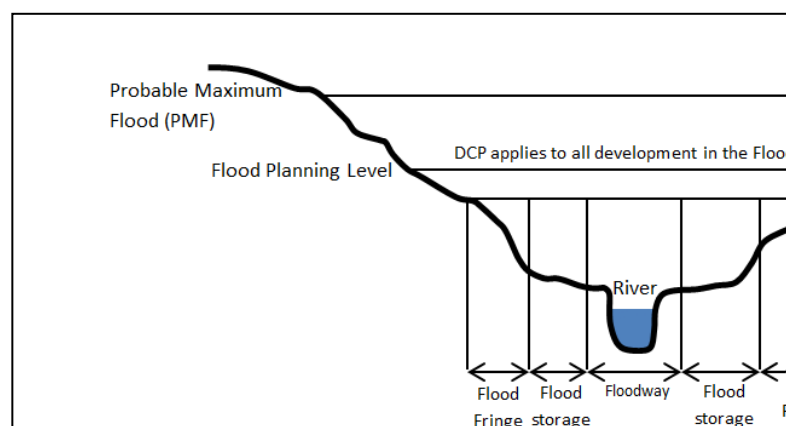 Probable Maximum
Flood (PMF)
DCP applies to all development in the
Flood Planning Level
River
Flood
Fringe
Flood
storage
Floodway
Flood
storage